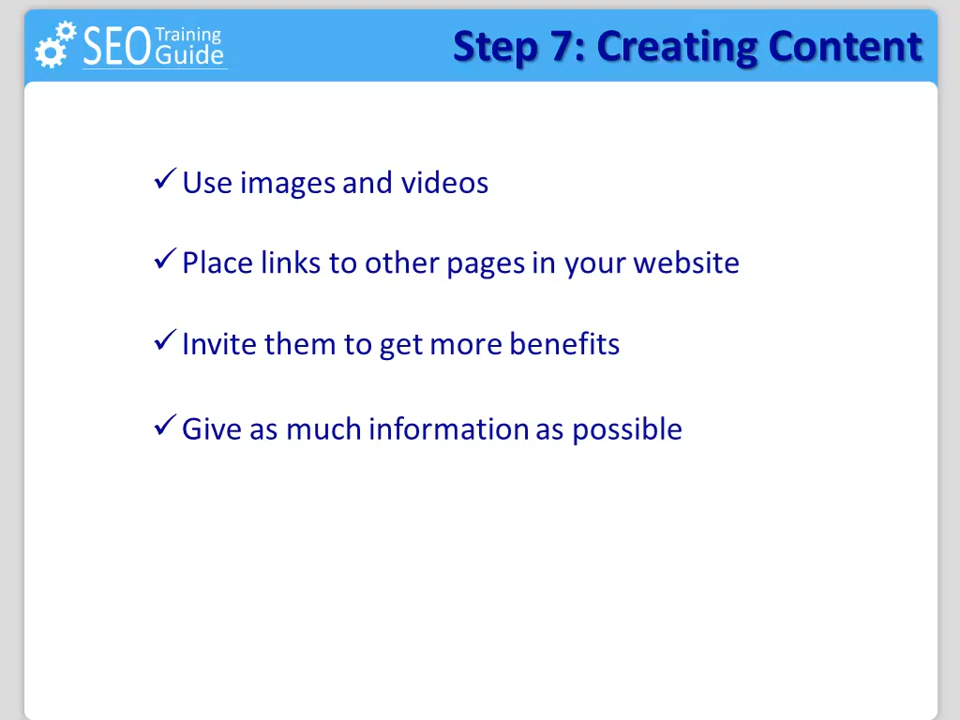 SEO Training Guide
Step 7: Creating Content
✓ Use images and videos
✓ Place links to other pages in your website
✓ Invite them to get more benefits
✓ Give as much information as possible